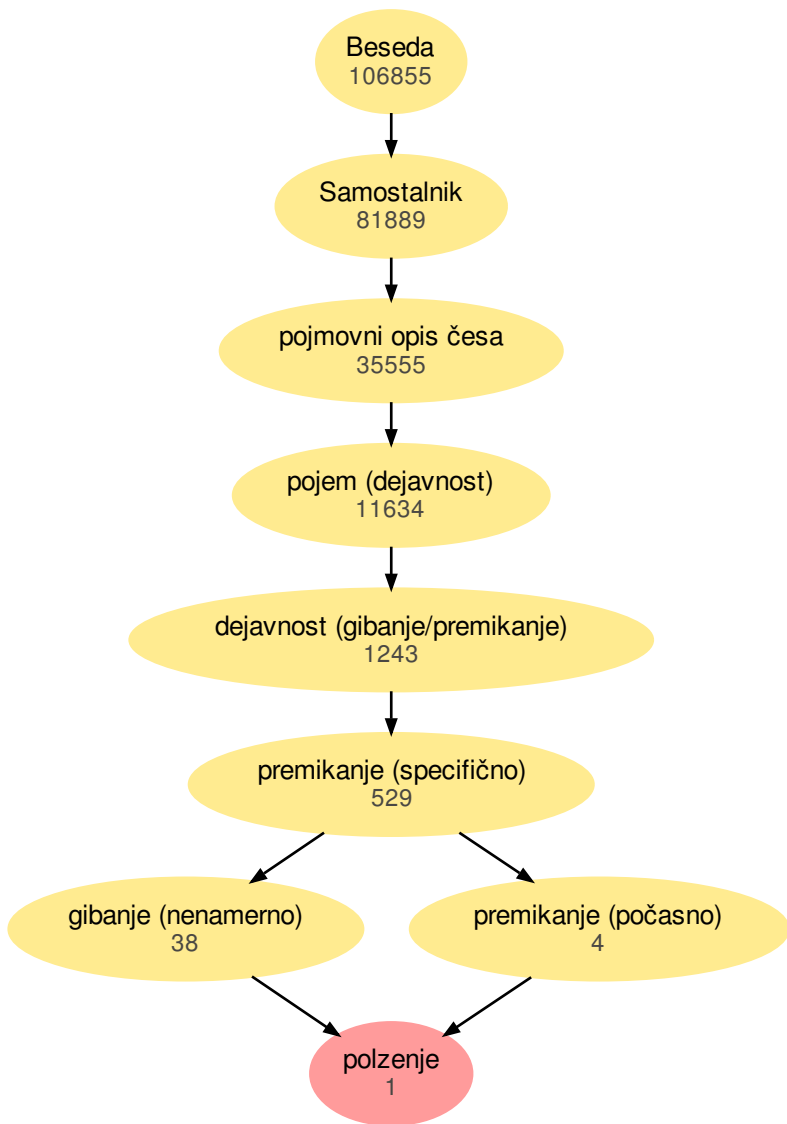 Beseda
106855
Samostalnik
81889
pojmovni opis česa
35555
pojem (dejavnost)
11634
dejavnost (gibanje/premikanje)
1243
premikanje (specifično)
529
gibanje (nenamerno)
38
premikanje (počasno)
4
polzenje
1